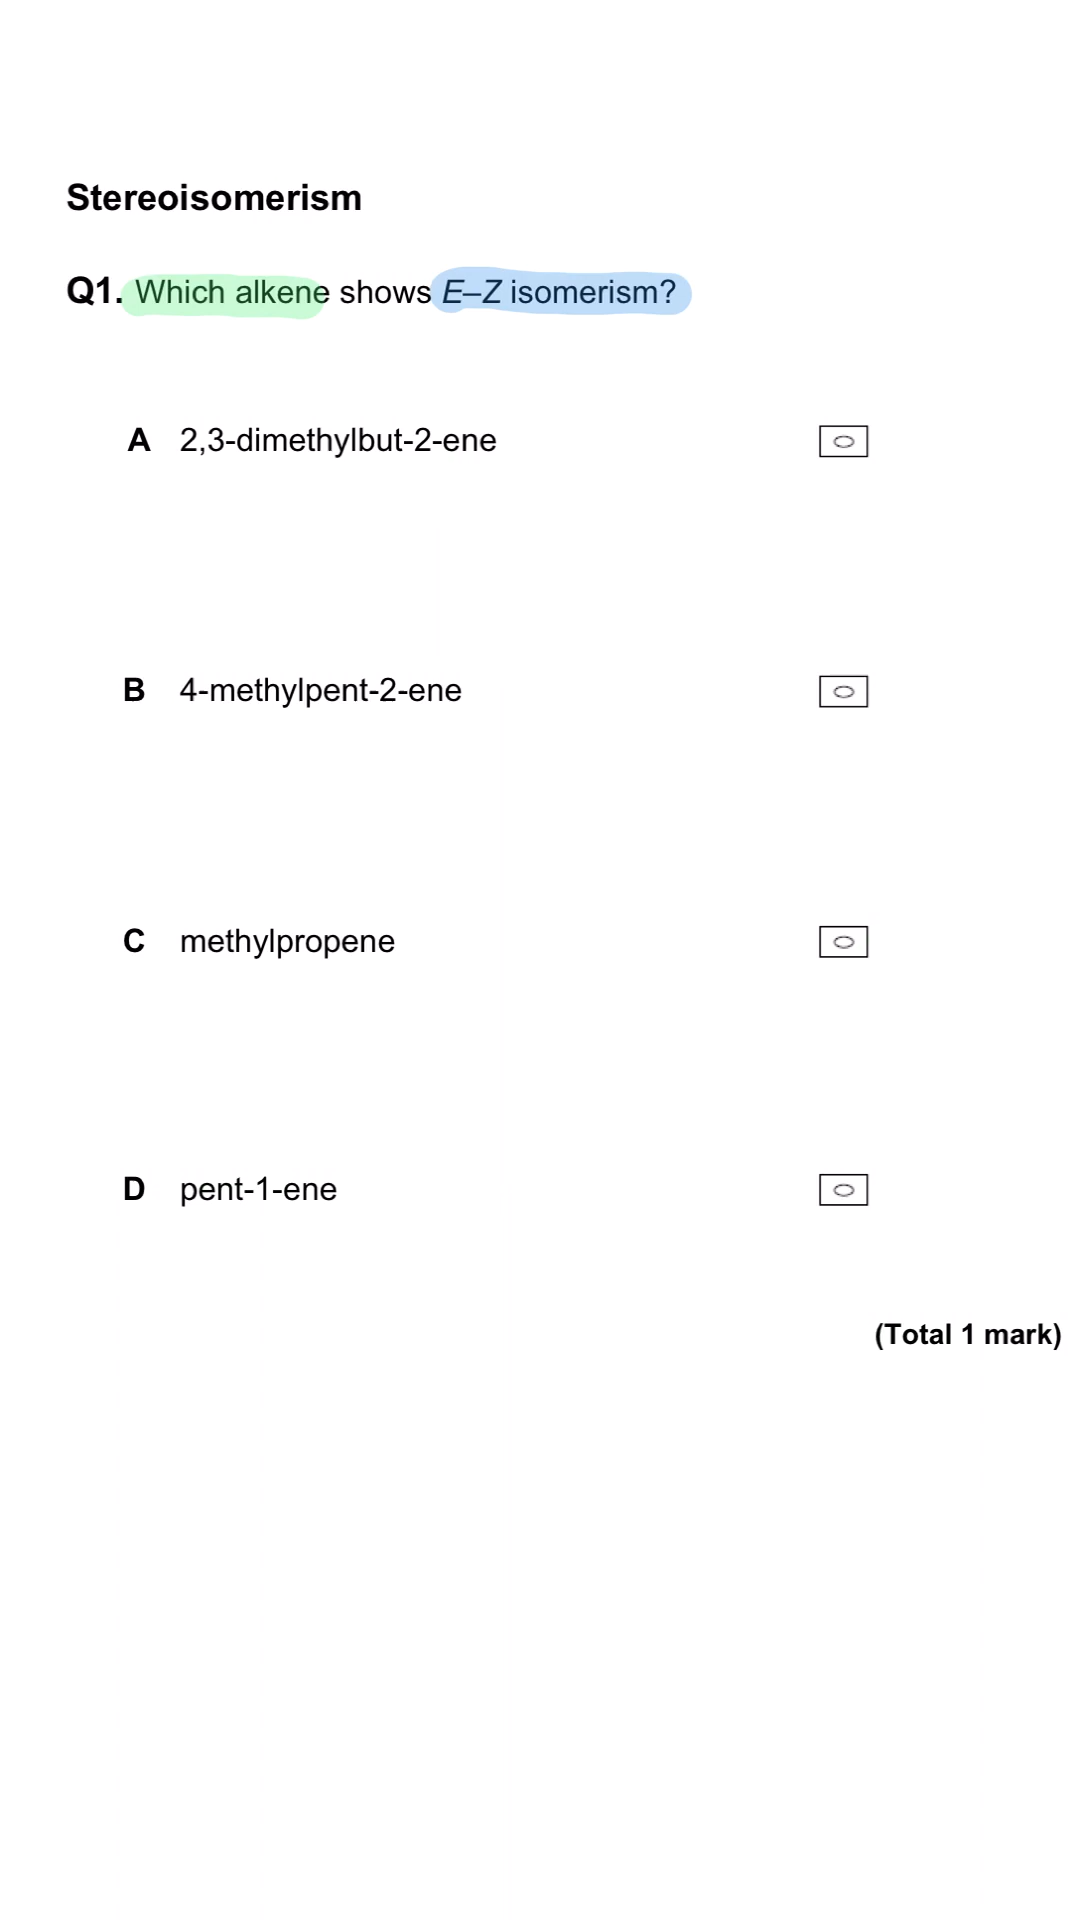 Stereoisomerism
Q1. Which alkene shows E–Z isomerism?
A 2,3-dimethylbut-2-ene
B 4-methylpent-2-ene
C methylpropene
D pent-1-ene
(Total 1 mark)